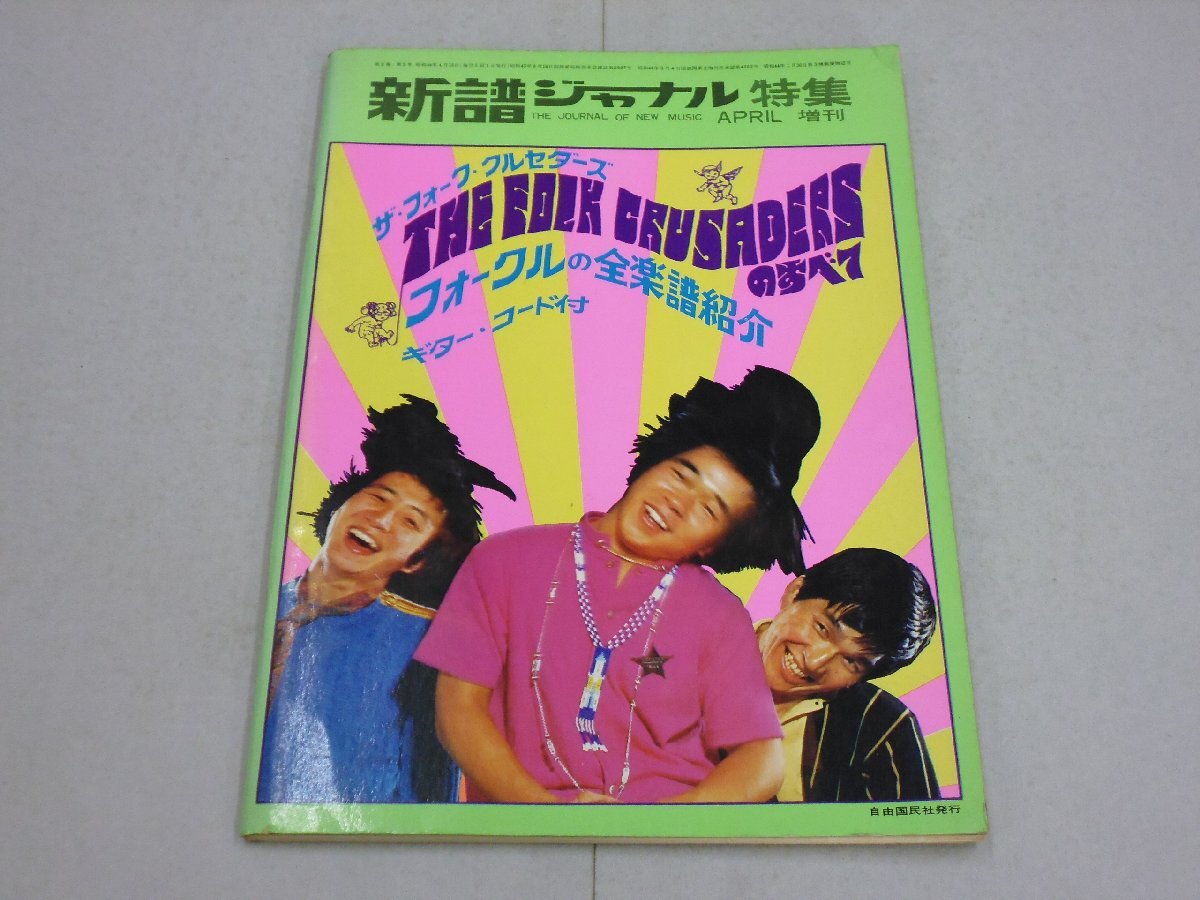 新譜ジャーナル 特集
THE JOURNAL OF NEW MUSIC APRIL 増刊
ザ・フォーク・クルセダーズ
THE FOLK CRUSADERS
のすべて
フォークルの全楽譜紹介
ギター・コード付
自由国民社発行